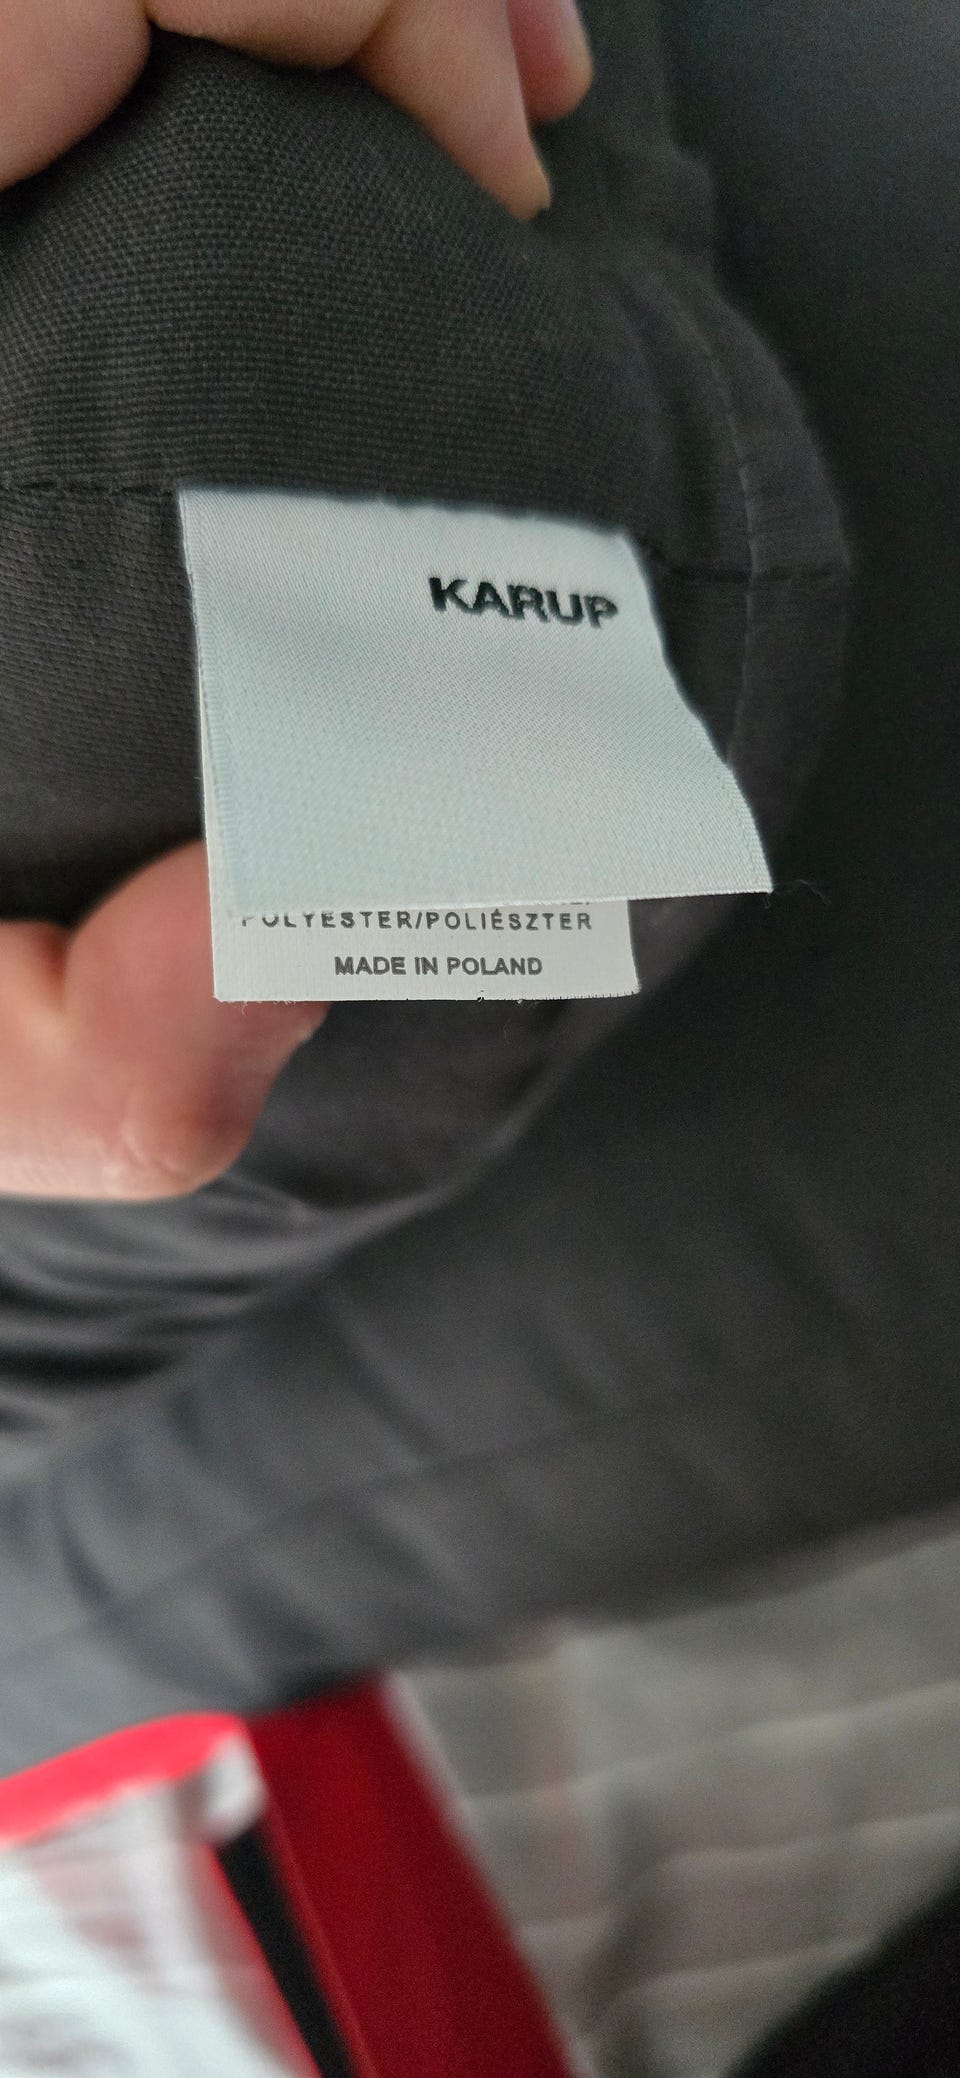 KARUP
POLYESTER/POLIÉSZTER
MADE IN POLAND